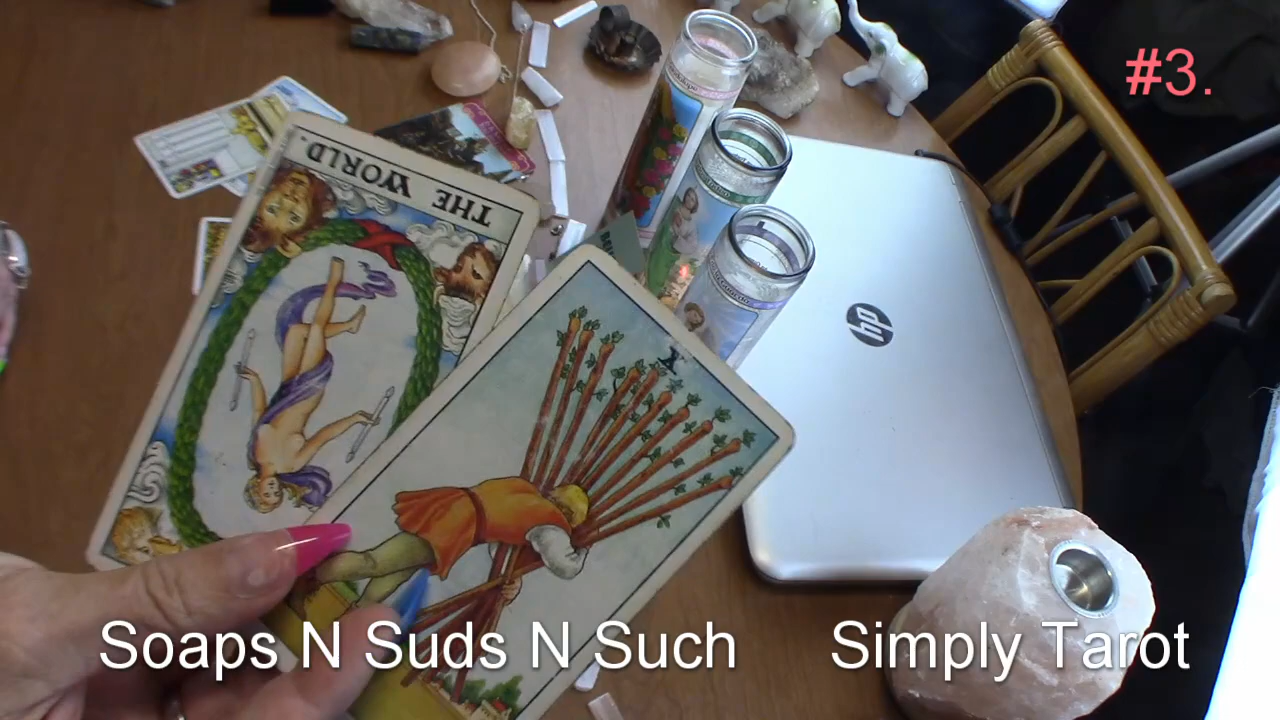 #3.
THE WORLD.
X
hp
Soaps N Suds N Such
Simply Tarot